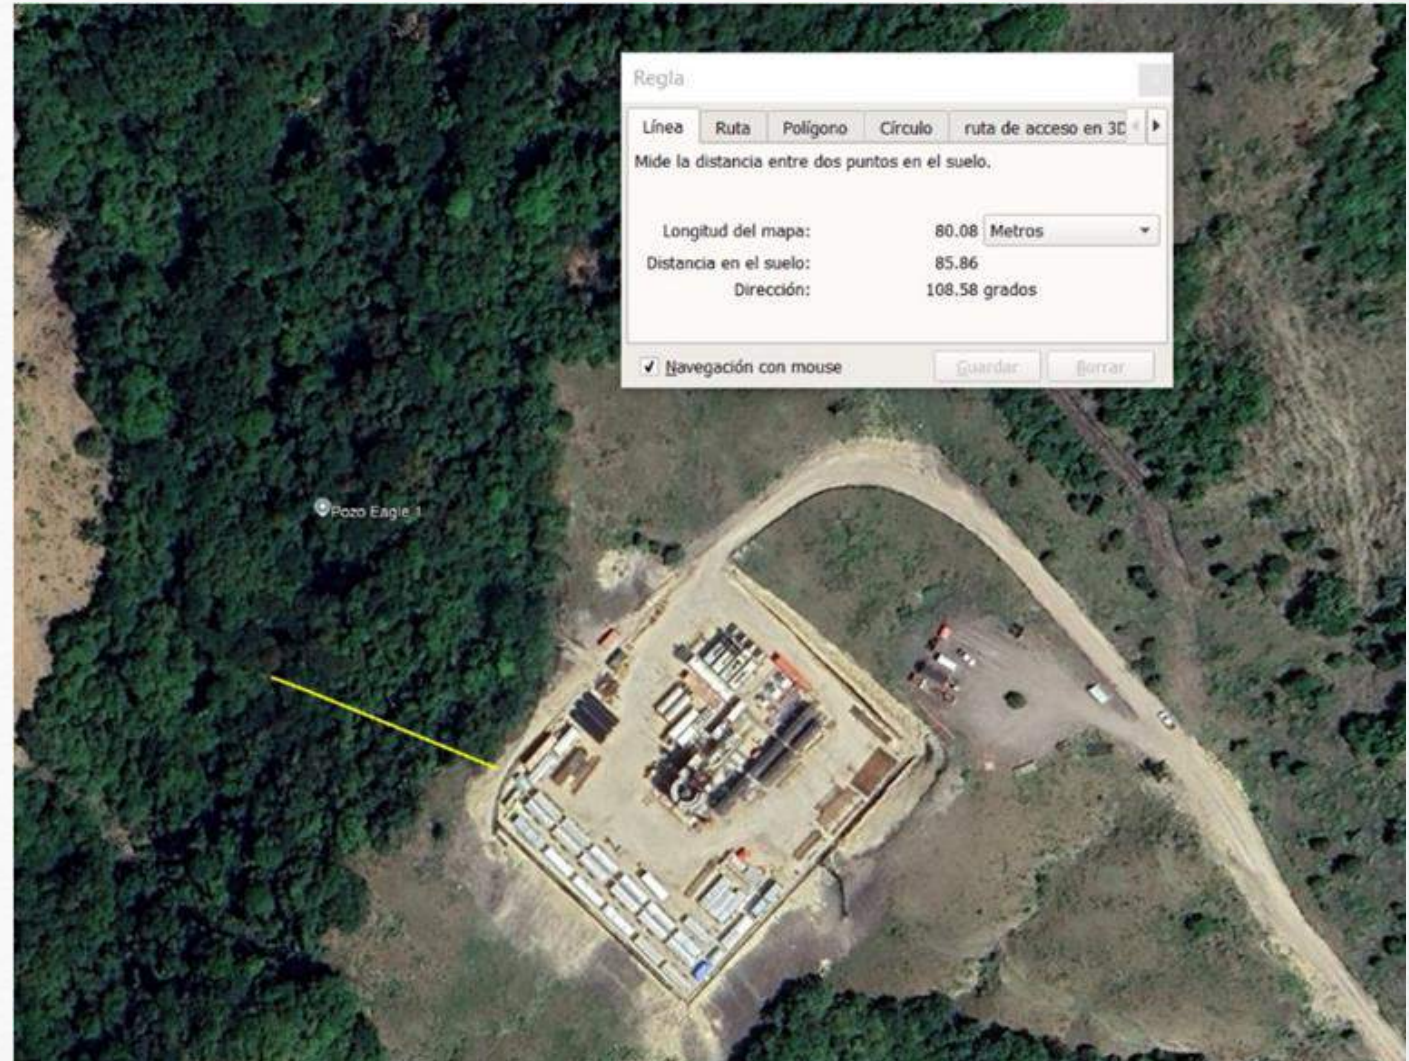 Regla
Línea Ruta Polígono Círculo ruta de acceso en 3D
Mide la distancia entre dos puntos en el suelo.
Longitud del mapa: 80.08 Metros
Distancia en el suelo: 85.86
Dirección: 108.58 grados
Navegación con mouse Guardar Borrar
Pozo Eagle 1